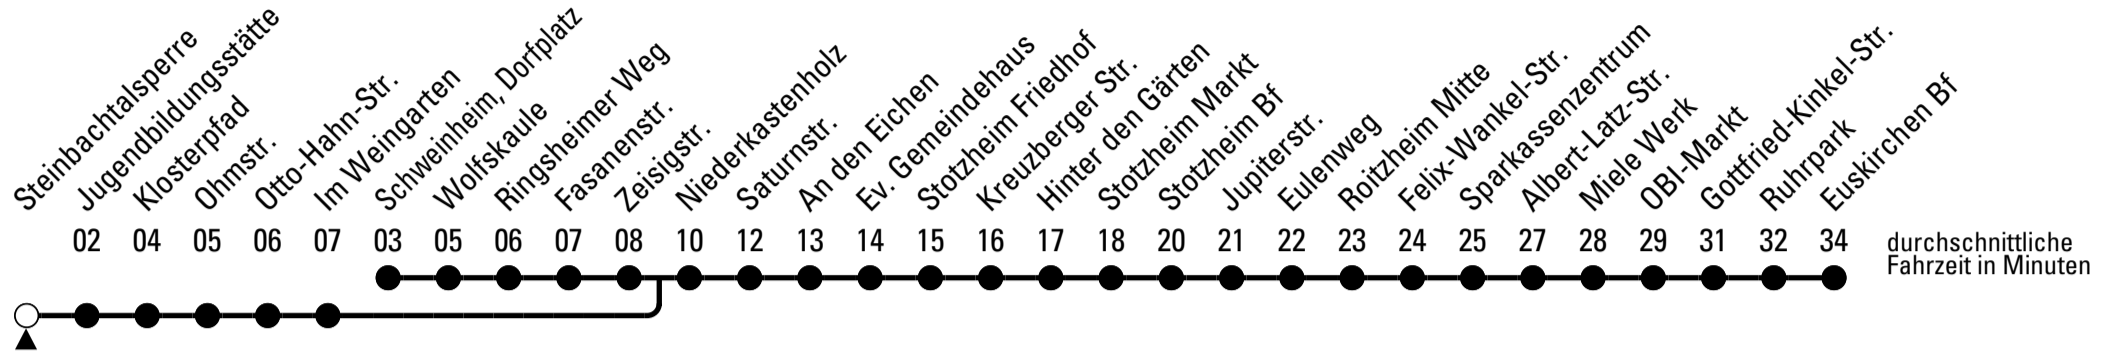 Steinbachtalsperre
Jugendbildungsstätte
Klosterpfad
Ohmstr.
Otto-Hahn-Str.
Im Weingarten
Schweinheim, Dorfplatz
Wolfskaule
Ringsheimer Weg
Fasanenstr.
Zeisigstr.
Niederkastenholz
Saturnstr.
An den Eichen
Ev. Gemeindehaus
Stotzheim Friedhof
Kreuzberger Str.
Hinter den Gärten
Stotzheim Markt
Stotzheim Bf
Jupiterstr.
Eulenweg
Roitzheim Mitte
Felix-Wankel-Str.
Sparkassenzentrum
Albert-Latz-Str.
Miele Werk
OBI-Markt
Gottfried-Kinkel-Str.
Ruhrpark
Euskirchen Bf
02 04 05 06 07 03 05 06 07 08 10 12 13 14 15 16 17 18 20 21 22 23 24 25 27 28 29 31 32 34
durchschnittliche
Fahrzeit in Minuten